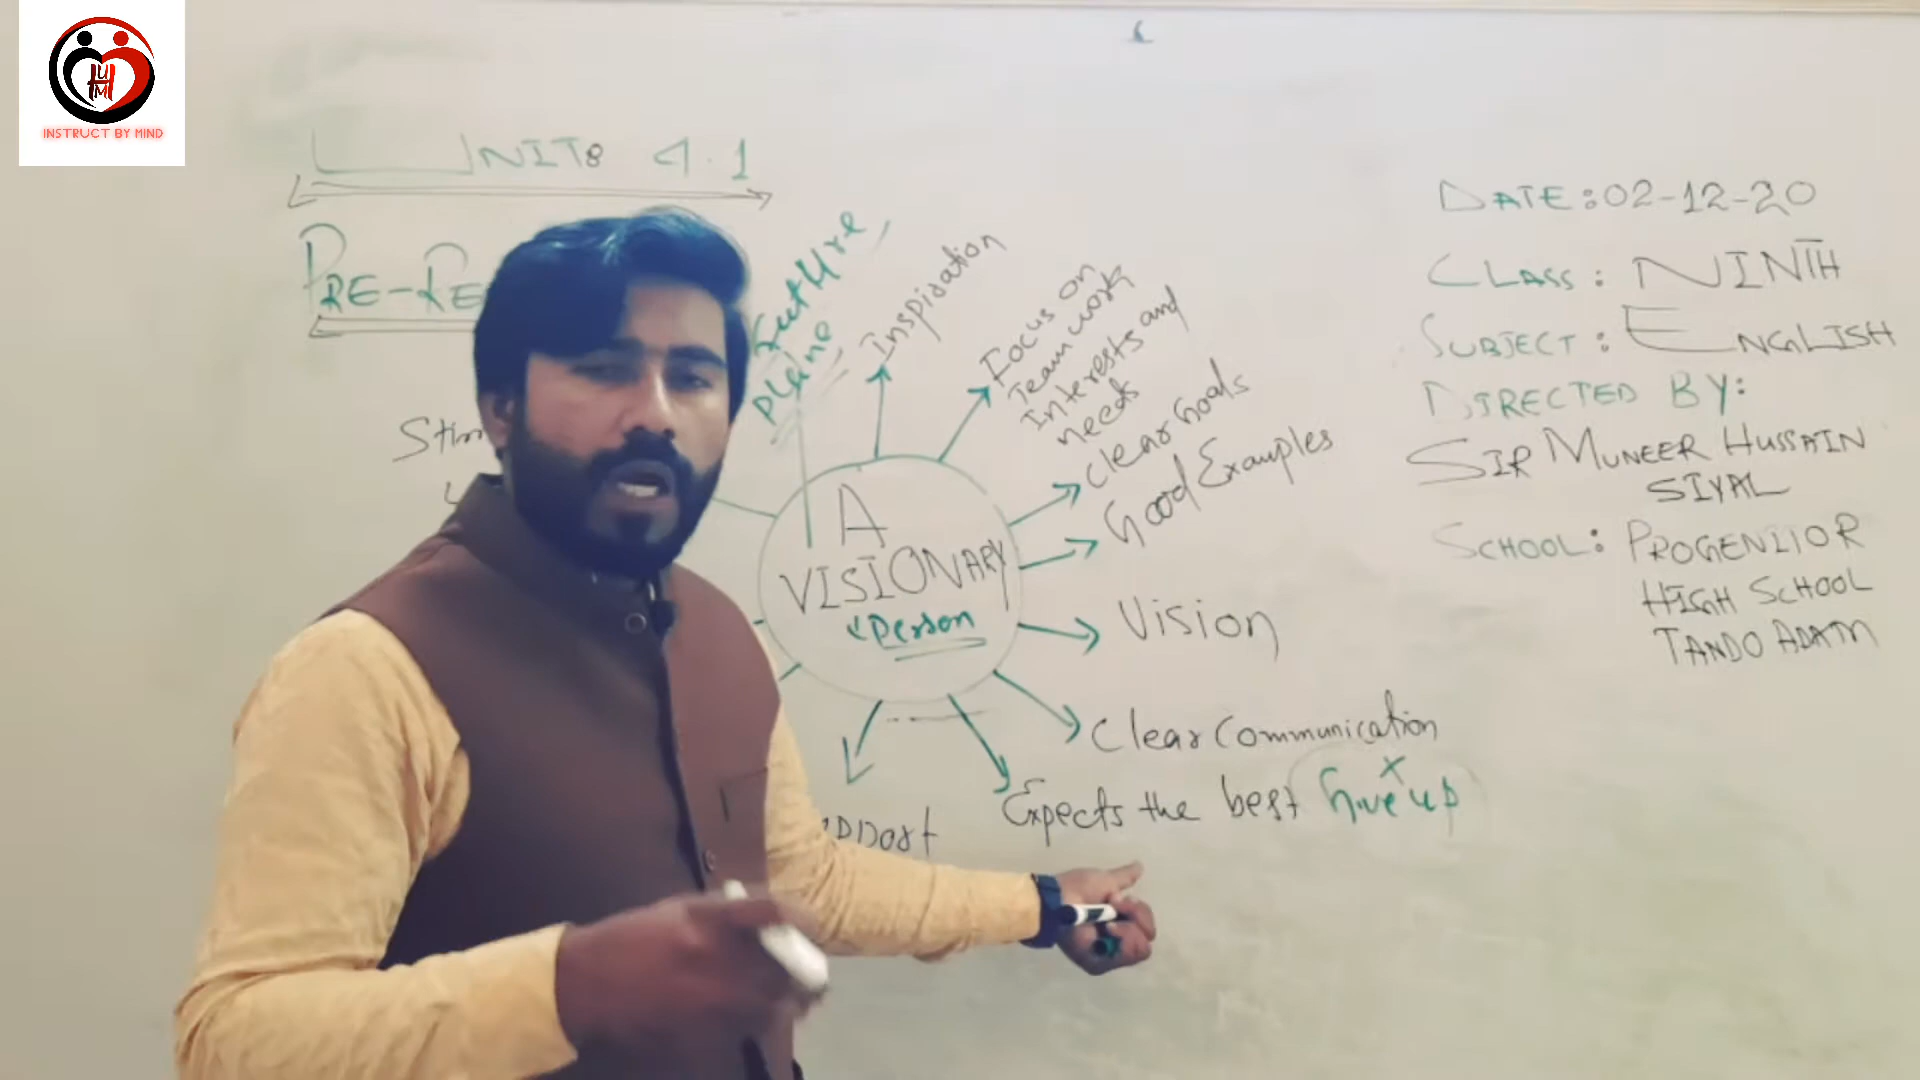 INSTRUCT BY MIND
UNIT: 4.1
PRE-RE
Stim
Futhre
plane
Inspiration
Focus on
Team work
Interests and
needs
Clear Goals
Good Examples
A
VISIONARY
Person
Vision
Clear Communication
Expects the best Give up
pport
DATE: 02-12-20
CLASS: NINTH
SUBJECT: ENGLISH
DIRECTED BY:
SIR MUNEER HUSSAIN
SIYAL
SCHOOL: PROGENITOR
HIGH SCHOOL
TANDO ADAM